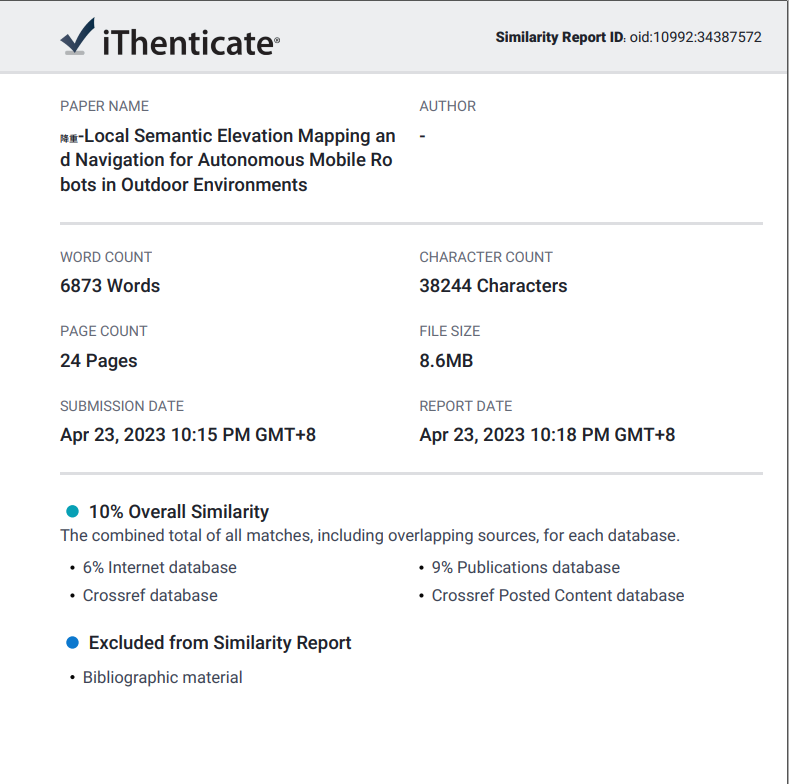 iThenticate®
Similarity Report ID: oid:10992:34387572
PAPER NAME
降重-Local Semantic Elevation Mapping an
d Navigation for Autonomous Mobile Ro
bots in Outdoor Environments
AUTHOR
-
WORD COUNT
6873 Words
CHARACTER COUNT
38244 Characters
PAGE COUNT
24 Pages
FILE SIZE
8.6MB
SUBMISSION DATE
Apr 23, 2023 10:15 PM GMT+8
REPORT DATE
Apr 23, 2023 10:18 PM GMT+8
● 10% Overall Similarity
The combined total of all matches, including overlapping sources, for each database.
• 6% Internet database
• 9% Publications database
• Crossref database
• Crossref Posted Content database
● Excluded from Similarity Report
• Bibliographic material